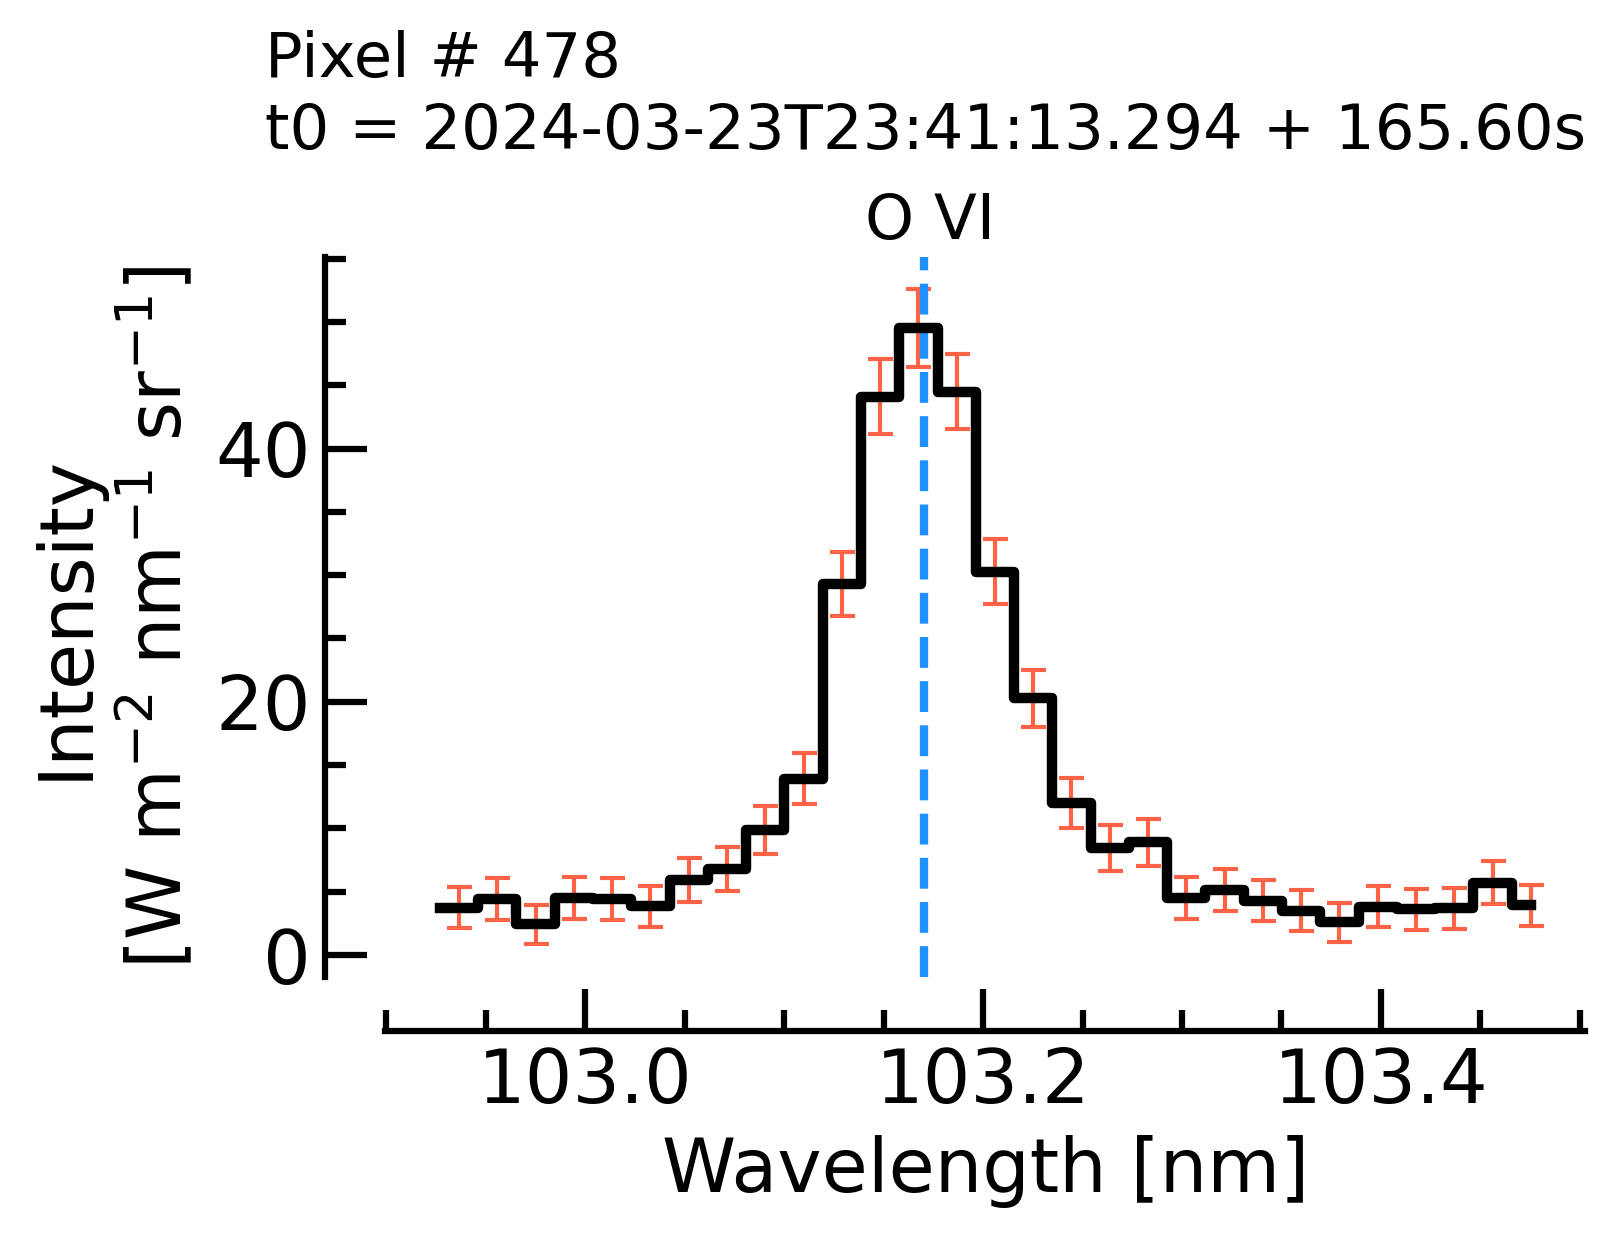 Pixel # 478
t0 = 2024-03-23T23:41:13.294 + 165.60s
O VI
Intensity
[W m⁻² nm⁻¹ sr⁻¹]
40
20
0
103.0 103.2 103.4
Wavelength [nm]